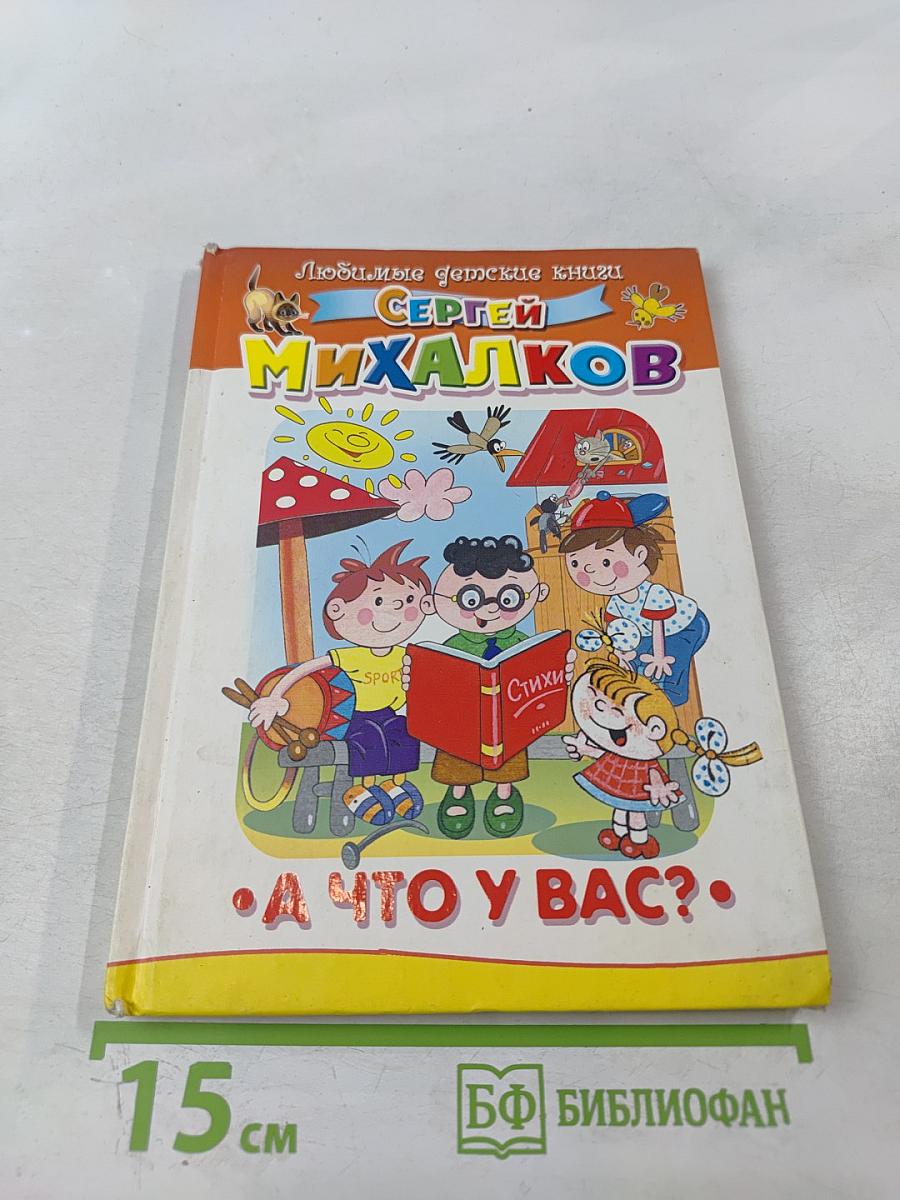 Любимые детские книги
СЕРГЕЙ
МИХАЛКОВ
SPORT
СТИХИ
• А ЧТО У ВАС? •
15 см
БФ БИБЛИОФАН